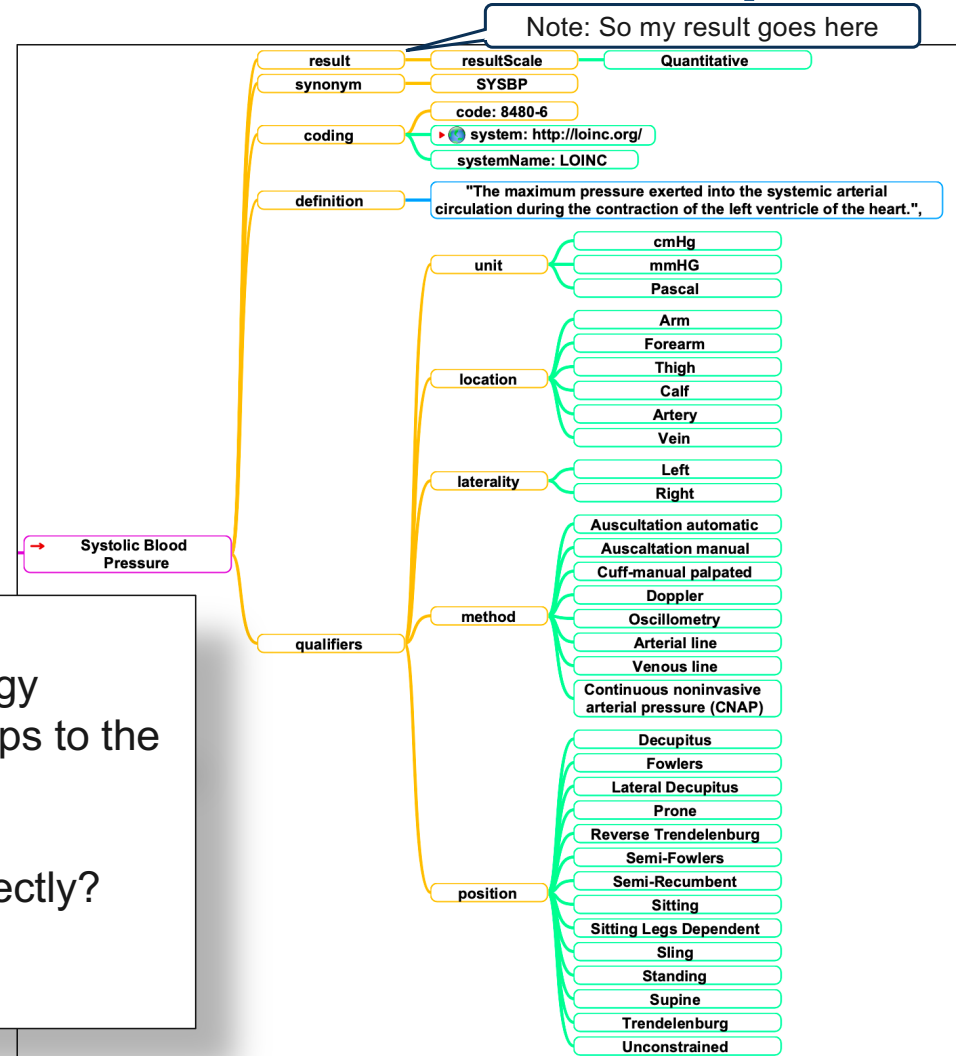 Note: So my result goes here
result
resultScale
Quantitative
synonym
SYSBP
coding
code: 8480-6
system: http://loinc.org/
systemName: LOINC
definition
"The maximum pressure exerted into the systemic arterial
circulation during the contraction of the left ventricle of the heart.",
Systolic Blood
Pressure
qualifiers
unit
cmHg
mmHG
Pascal
location
Arm
Forearm
Thigh
Calf
Artery
Vein
laterality
Left
Right
method
Auscultation automatic
Auscaltation manual
Cuff-manual palpated
Doppler
Oscillometry
Arterial line
Venous line
Continuous noninvasive
arterial pressure (CNAP)
position
Decupitus
Fowlers
Lateral Decupitus
Prone
Reverse Trendelenburg
Semi-Fowlers
Semi-Recumbent
Sitting
Sitting Legs Dependent
Sling
Standing
Supine
Trendelenburg
Unconstrained
gy
ps to the
ectly?